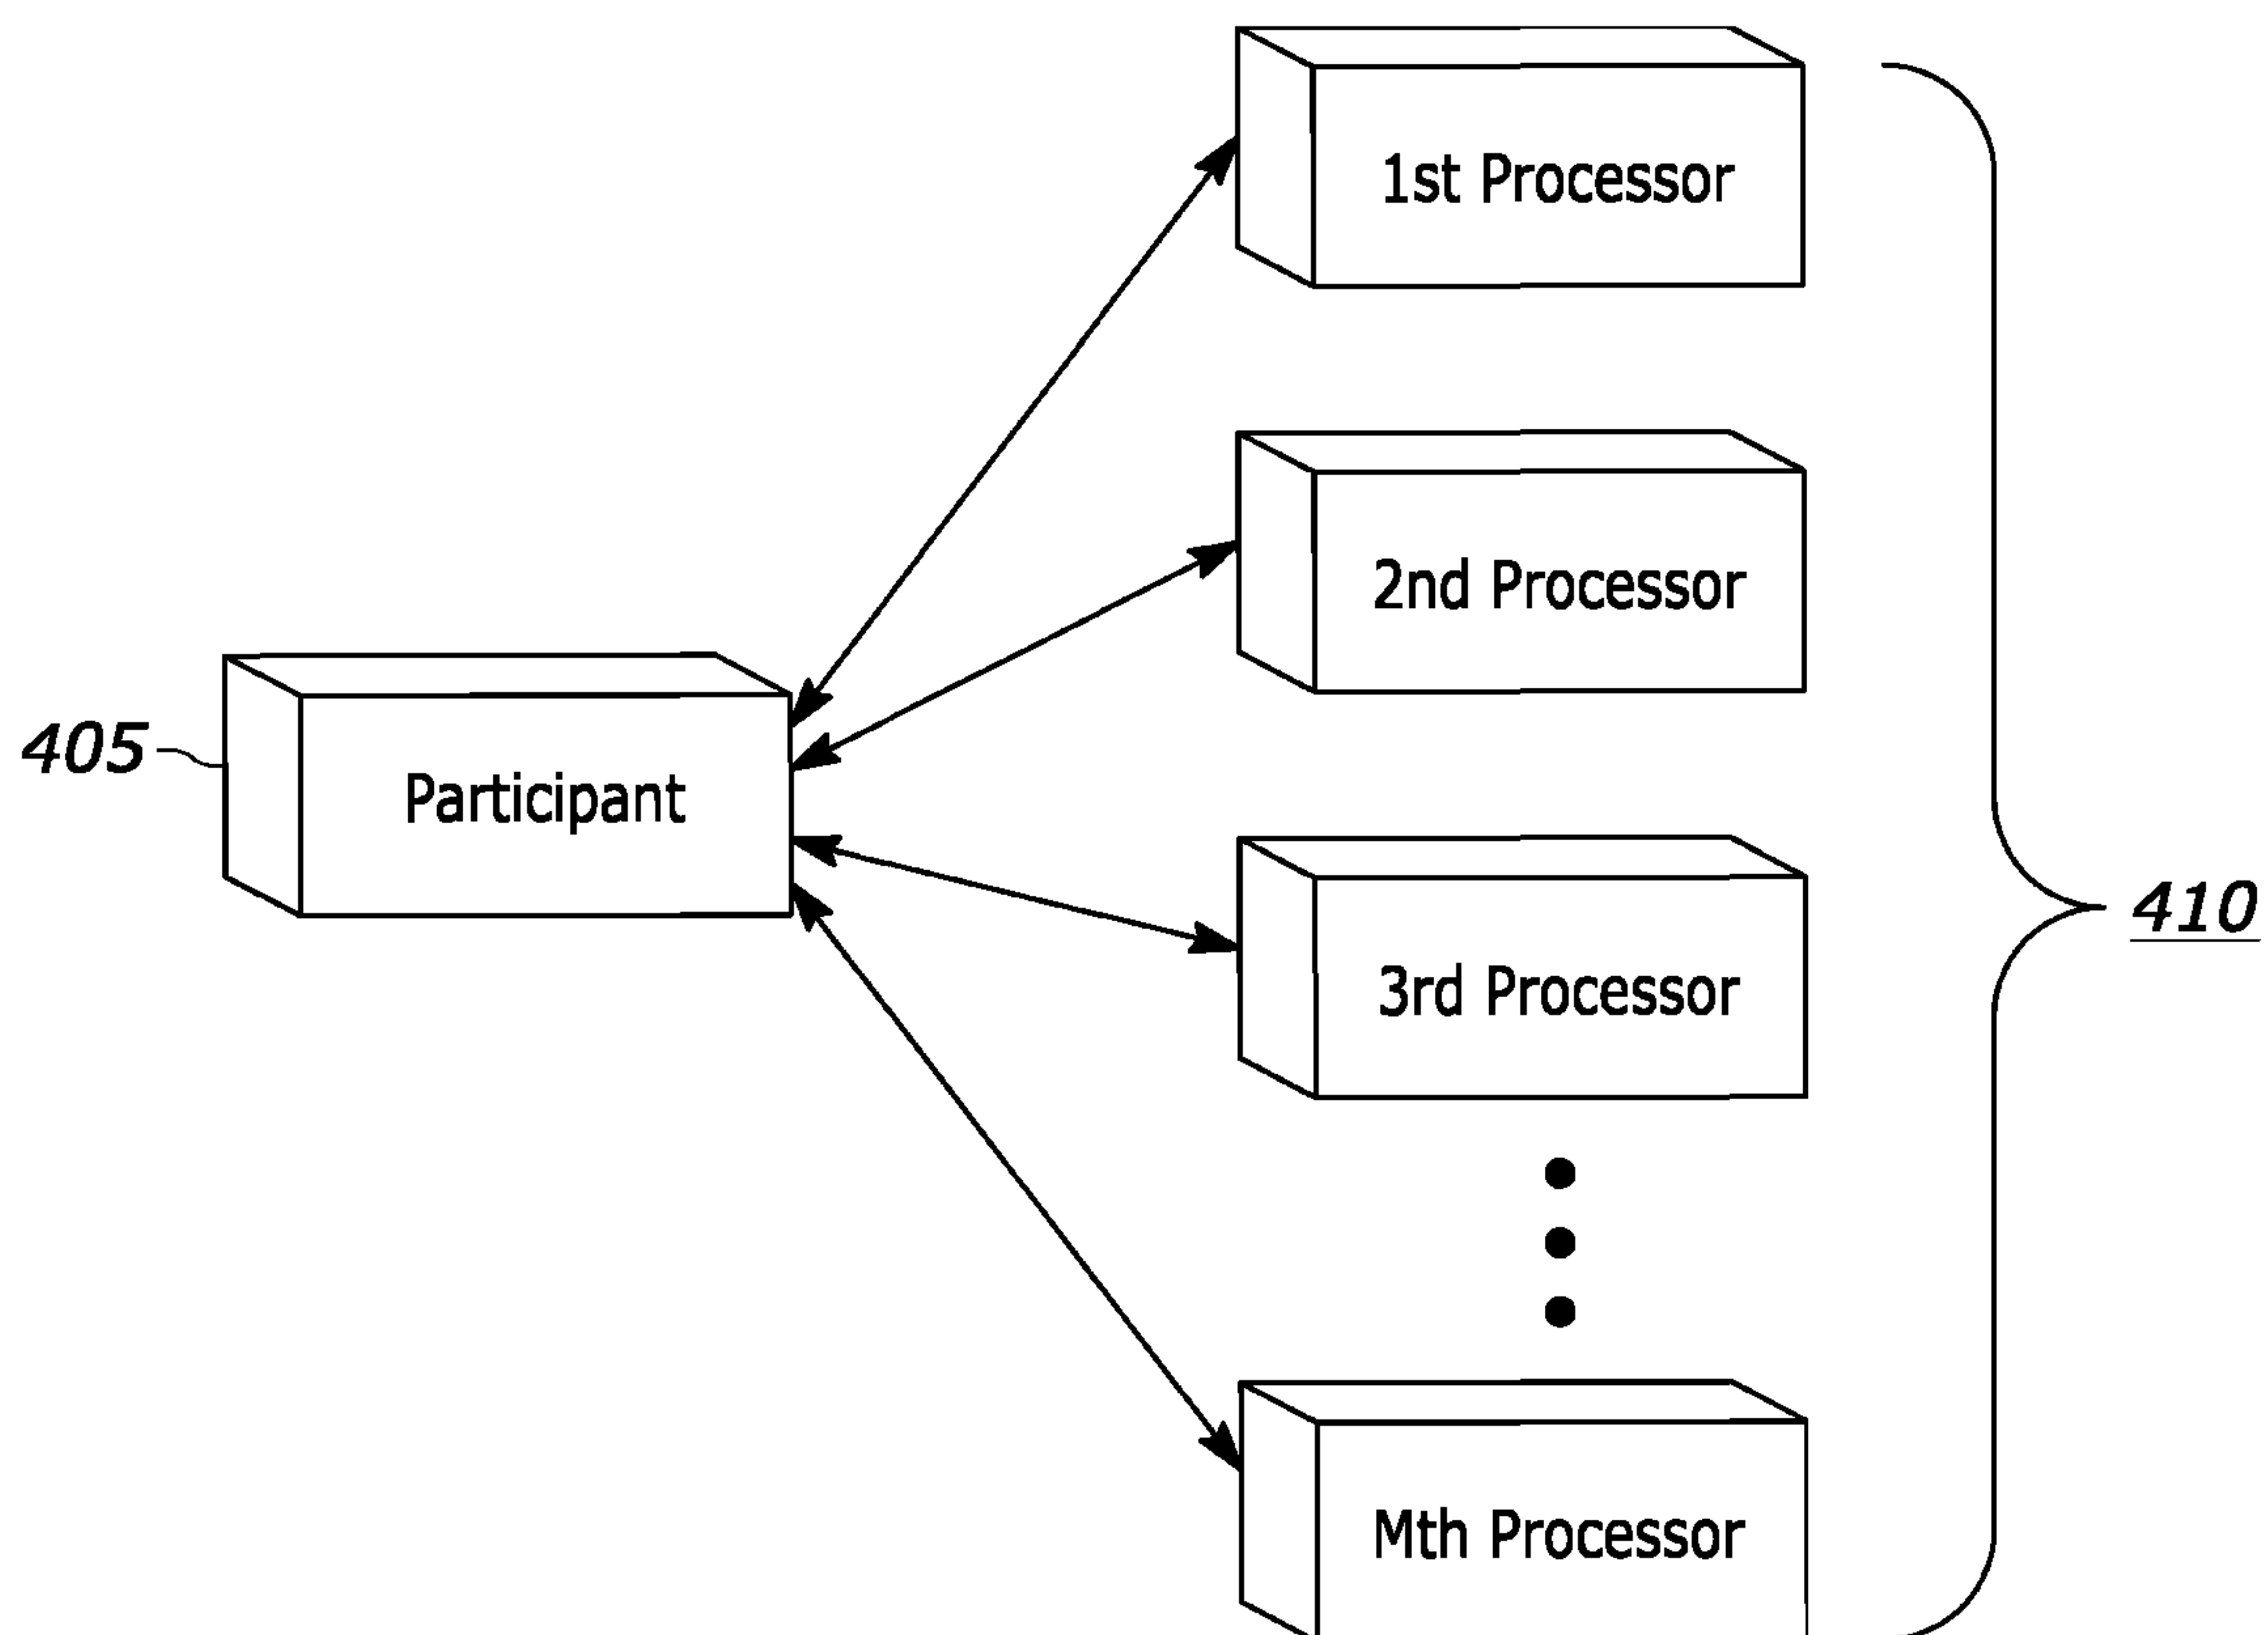 1st Processor
2nd Processor
405
Participant
410
3rd Processor
Mth Processor